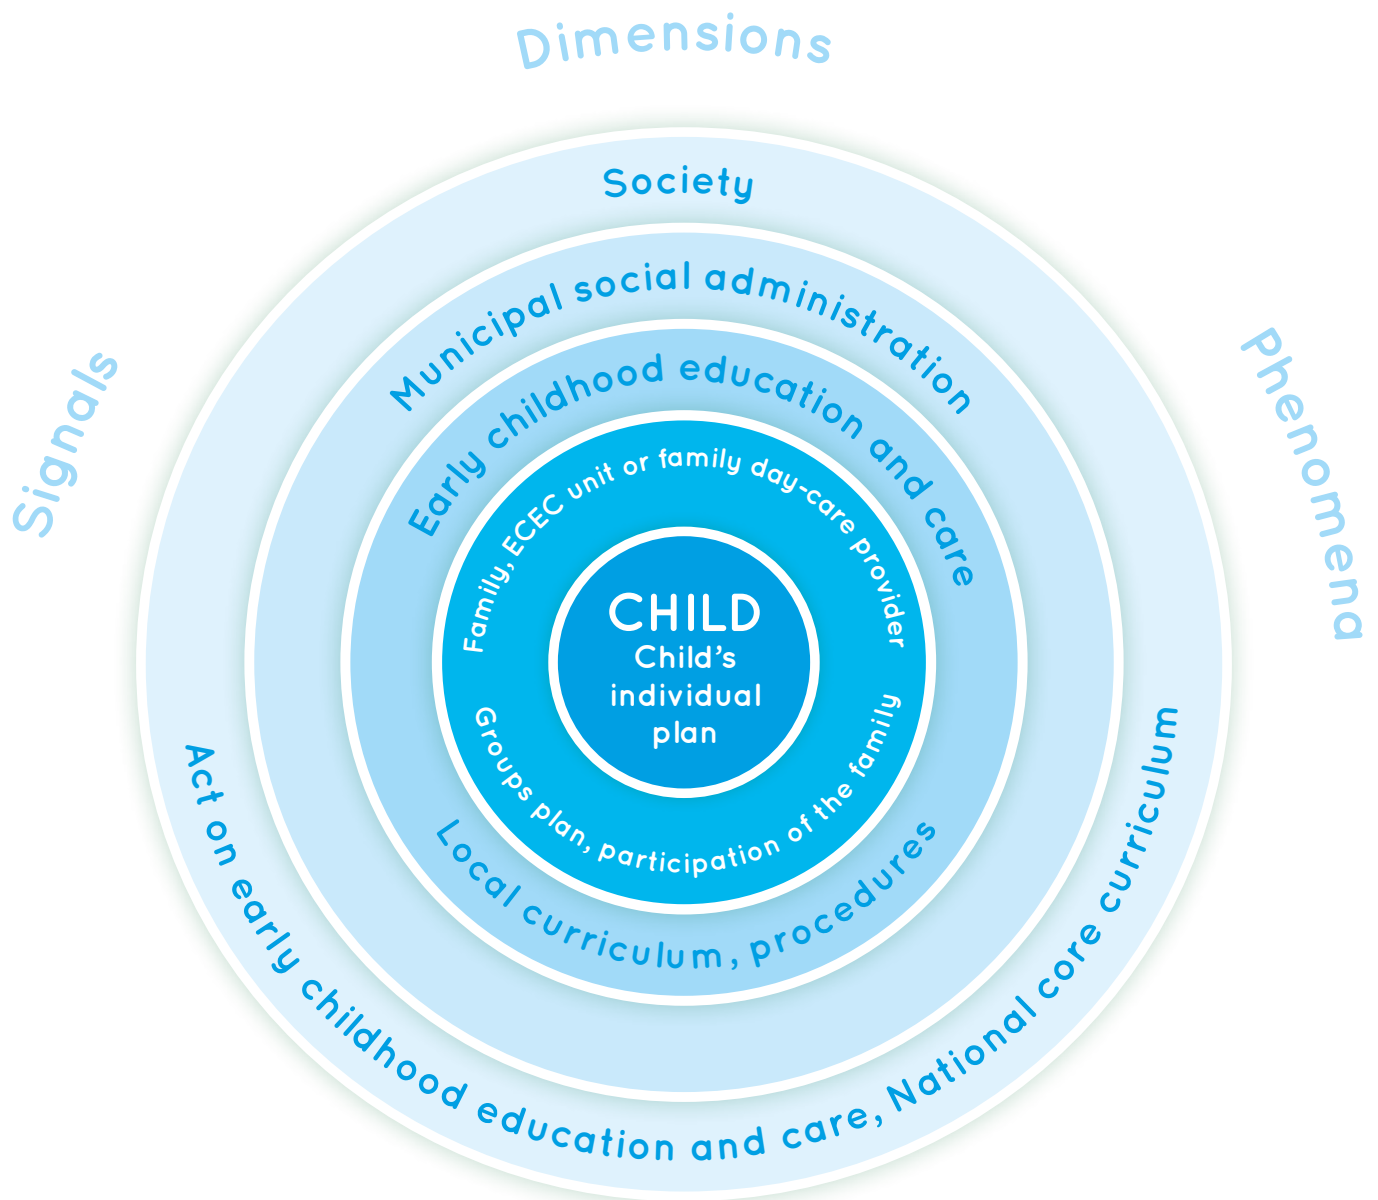 Dimensions
Signals
Phenomena
Society
Municipal social administration
Early childhood education and care
Family, ECEC unit or family day-care provider
CHILD
Child's
individual
plan
Groups plan, participation of the family
Local curriculum, procedures
Act on early childhood education and care, National core curriculum